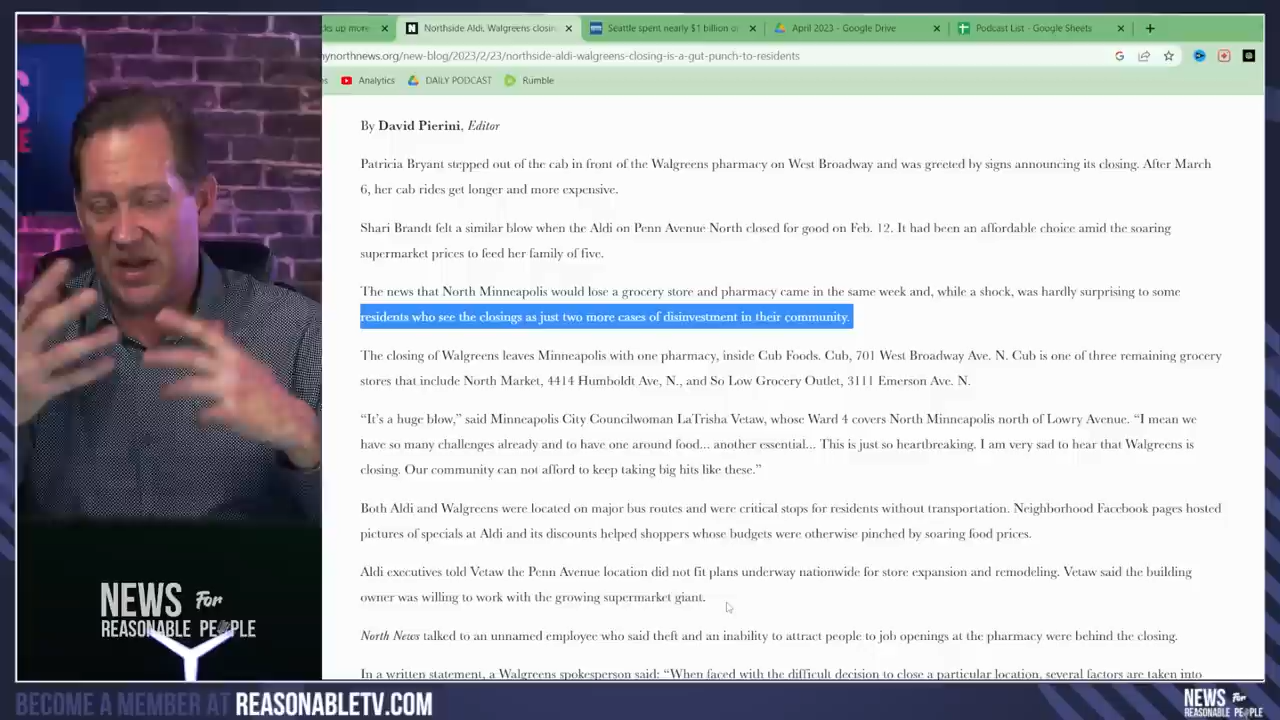 ks up more
Northside Aldi, Walgreens closin
Seattle spent nearly $1 billion o
April 2023 - Google Drive
Podcast List - Google Sheets
ynorthnews.org/new-blog/2023/2/23/northside-aldi-walgreens-closing-is-a-gut-punch-to-residents
Analytics
DAILY PODCAST
Rumble
By David Pierini, Editor
Patricia Bryant stepped out of the cab in front of the Walgreens pharmacy on West Broadway and was greeted by signs announcing its closing. After March
6, her cab rides get longer and more expensive.
Shari Brandt felt a similar blow when the Aldi on Penn Avenue North closed for good on Feb. 12. It had been an affordable choice amid the soaring
supermarket prices to feed her family of five.
The news that North Minneapolis would lose a grocery store and pharmacy came in the same week and, while a shock, was hardly surprising to some
residents who see the closings as just two more cases of disinvestment in their community.
The closing of Walgreens leaves Minneapolis with one pharmacy, inside Cub Foods. Cub, 701 West Broadway Ave. N. Cub is one of three remaining grocery
stores that include North Market, 4414 Humboldt Ave, N., and So Low Grocery Outlet, 3111 Emerson Ave. N.
“It’s a huge blow,” said Minneapolis City Councilwoman LaTrisha Vetaw, whose Ward 4 covers North Minneapolis north of Lowry Avenue. “I mean we
have so many challenges already and to have one around food... another essential... This is just so heartbreaking. I am very sad to hear that Walgreens is
closing. Our community can not afford to keep taking big hits like these.”
Both Aldi and Walgreens were located on major bus routes and were critical stops for residents without transportation. Neighborhood Facebook pages hosted
pictures of specials at Aldi and its discounts helped shoppers whose budgets were otherwise pinched by soaring food prices.
Aldi executives told Vetaw the Penn Avenue location did not fit plans underway nationwide for store expansion and remodeling. Vetaw said the building
owner was willing to work with the growing supermarket giant.
North News talked to an unnamed employee who said theft and an inability to attract people to job openings at the pharmacy were behind the closing.
In a written statement, a Walgreens spokesperson said: “When faced with the difficult decision to close a particular location, several factors are taken into
NEWS For
REASONABLE PEOPLE
BECOME A MEMBER AT REASONABLETV.COM
NEWS For
REASONABLE PEOPLE